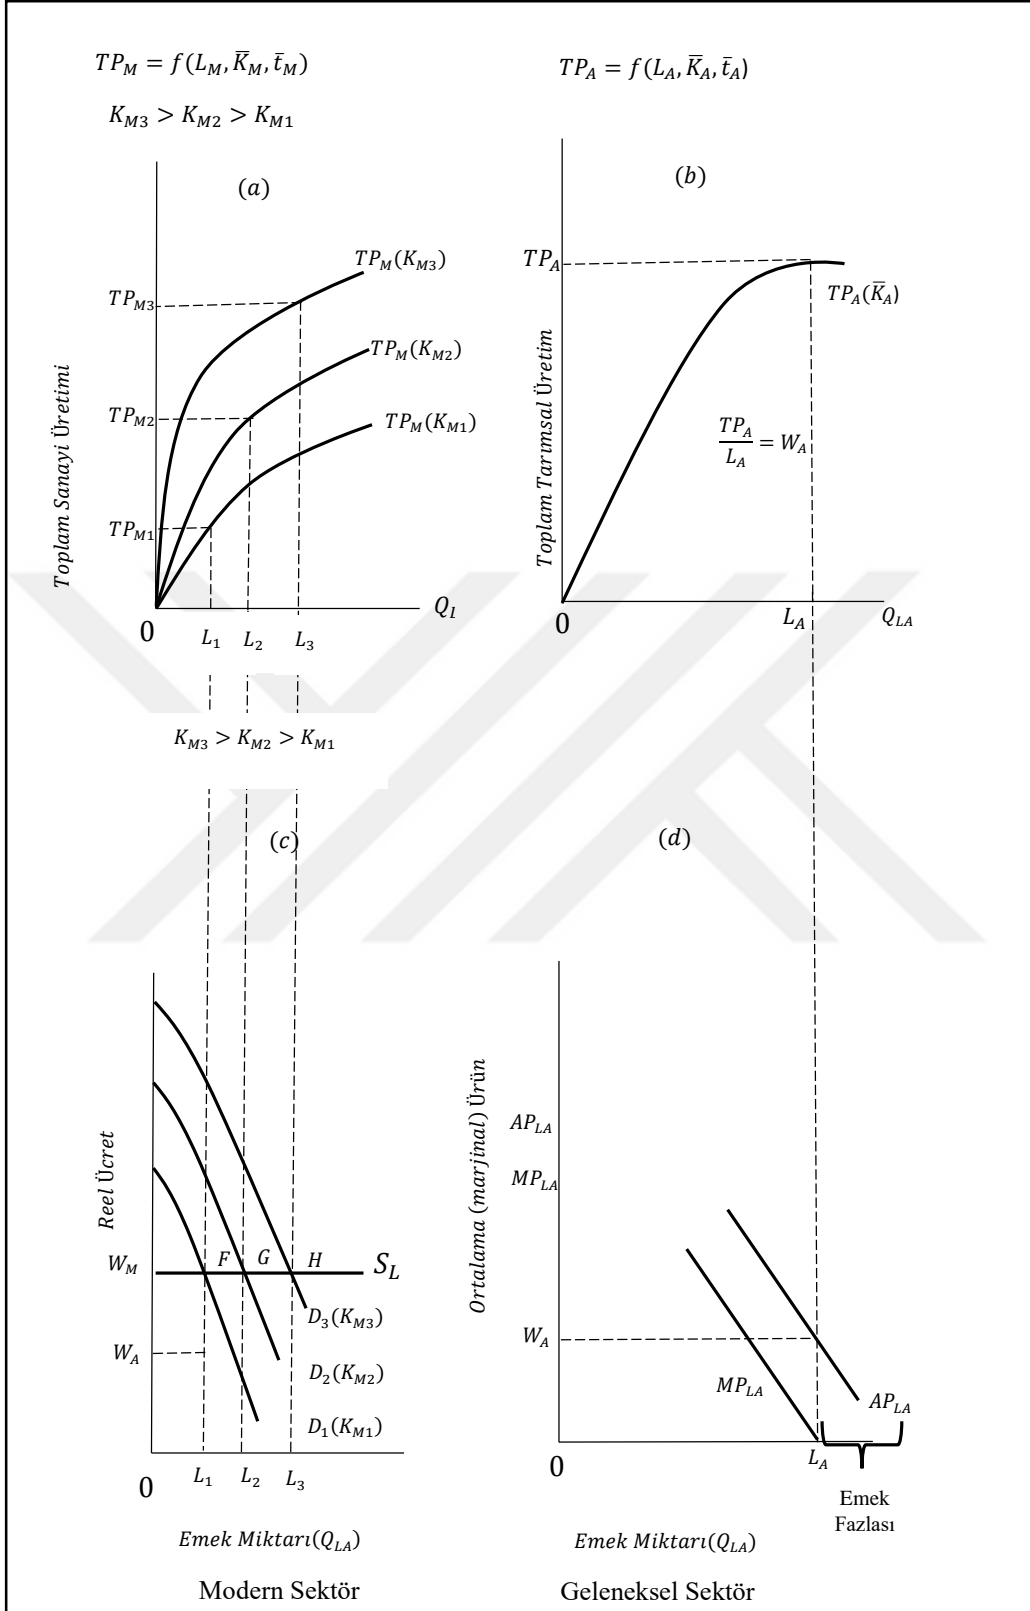 TP_M = f(L_M, K̅_M, t̅_M)
K_M3 > K_M2 > K_M1
(a)
Toplam Sanayi Üretimi
TP_M(K_M3)
TP_M3
TP_M(K_M2)
TP_M2
TP_M(K_M1)
TP_M1
0
L_1 L_2 L_3
Q_I
TP_A = f(L_A, K̅_A, t̅_A)
(b)
Toplam Tarımsal Üretim
TP_A
TP_A(K̅_A)
TP_A/L_A = W_A
0
L_A
Q_LA
K_M3 > K_M2 > K_M1
(c)
Reel Ücret
W_M
F G H
S_L
D_3(K_M3)
W_A
D_2(K_M2)
D_1(K_M1)
0
L_1 L_2 L_3
Emek Miktarı(Q_LA)
Modern Sektör
(d)
Ortalama (marjinal) Ürün
AP_LA
MP_LA
W_A
MP_LA
AP_LA
0
L_A
Emek
Fazlası
Emek Miktarı(Q_LA)
Geleneksel Sektör